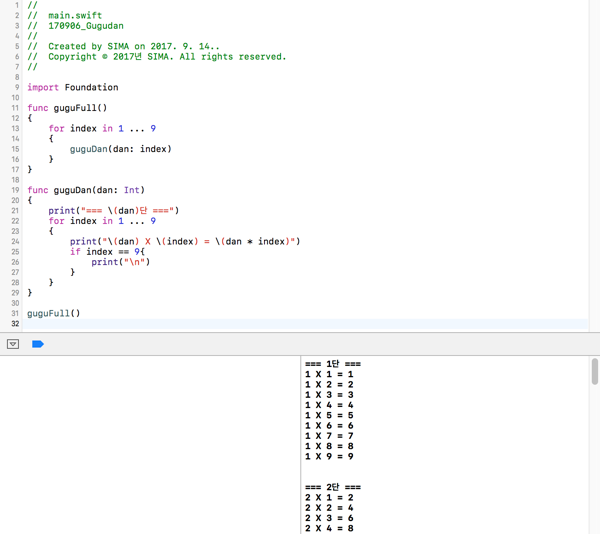 1 //
2 // main.swift
3 // 170906_Gugudan
4 //
5 // Created by SIMA on 2017. 9. 14..
6 // Copyright © 2017년 SIMA. All rights reserved.
7 //
8
9 import Foundation
10
11 func guguFull()
12 {
13     for index in 1 ... 9
14     {
15         guguDan(dan: index)
16     }
17 }
18
19 func guguDan(dan: Int)
20 {
21     print("=== \(dan)단 ===")
22     for index in 1 ... 9
23     {
24         print("\(dan) X \(index) = \(dan * index)")
25         if index == 9{
26             print("\n")
27         }
28     }
29 }
30
31 guguFull()
32
=== 1단 ===
1 X 1 = 1
1 X 2 = 2
1 X 3 = 3
1 X 4 = 4
1 X 5 = 5
1 X 6 = 6
1 X 7 = 7
1 X 8 = 8
1 X 9 = 9
=== 2단 ===
2 X 1 = 2
2 X 2 = 4
2 X 3 = 6
2 X 4 = 8